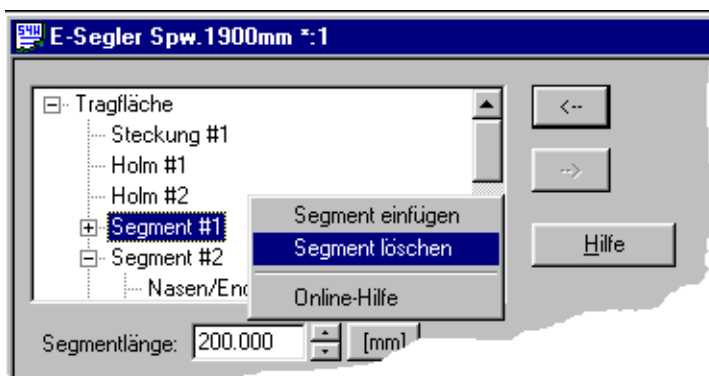 E-Segler Spw.1900mm *:1
Tragfläche
Steckung #1
Holm #1
Holm #2
Segment #1
Segment #2
Nasen/End
<--
-->
Hilfe
Segment einfügen
Segment löschen
Online-Hilfe
Segmentlänge: 200.000 [mm]